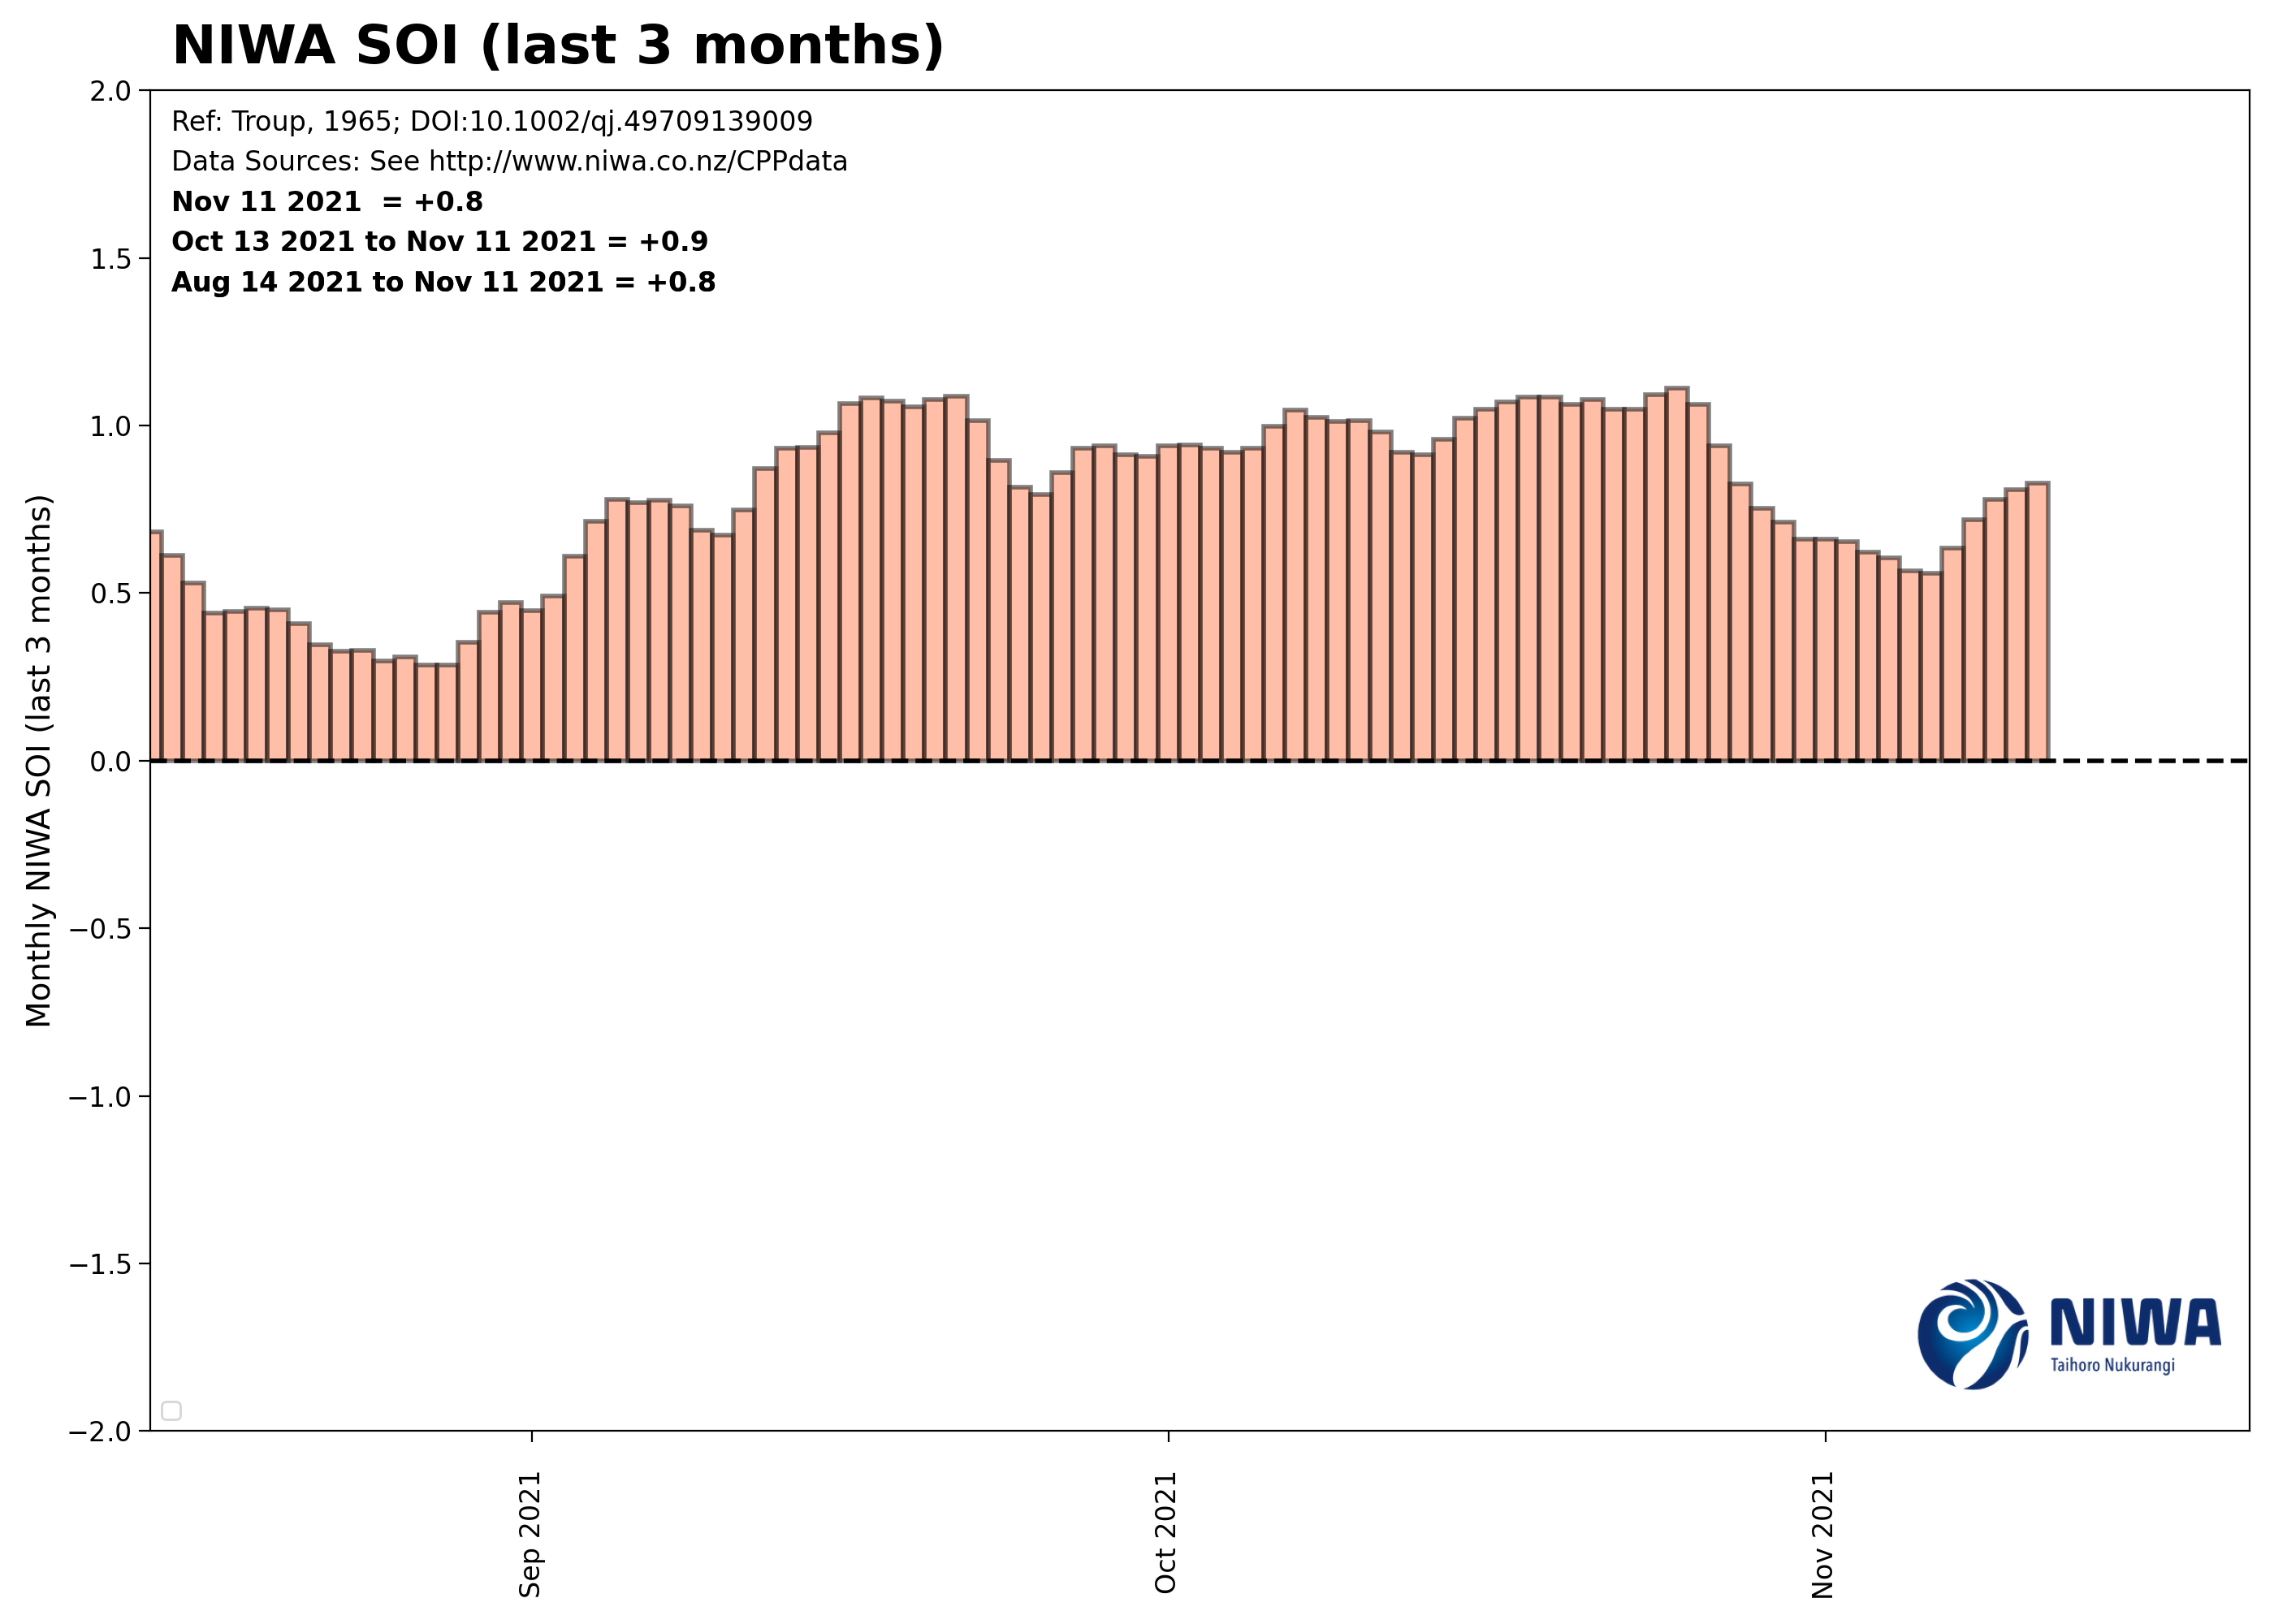 NIWA SOI (last 3 months)
Ref: Troup, 1965; DOI:10.1002/qj.49709139009
Data Sources: See http://www.niwa.co.nz/CPPdata
Nov 11 2021  = +0.8
Oct 13 2021 to Nov 11 2021 = +0.9
Aug 14 2021 to Nov 11 2021 = +0.8
Monthly NIWA SOI (last 3 months)
2.0
1.5
1.0
0.5
0.0
−0.5
−1.0
−1.5
−2.0
Sep 2021
Oct 2021
Nov 2021
NIWA
Taihoro Nukurangi